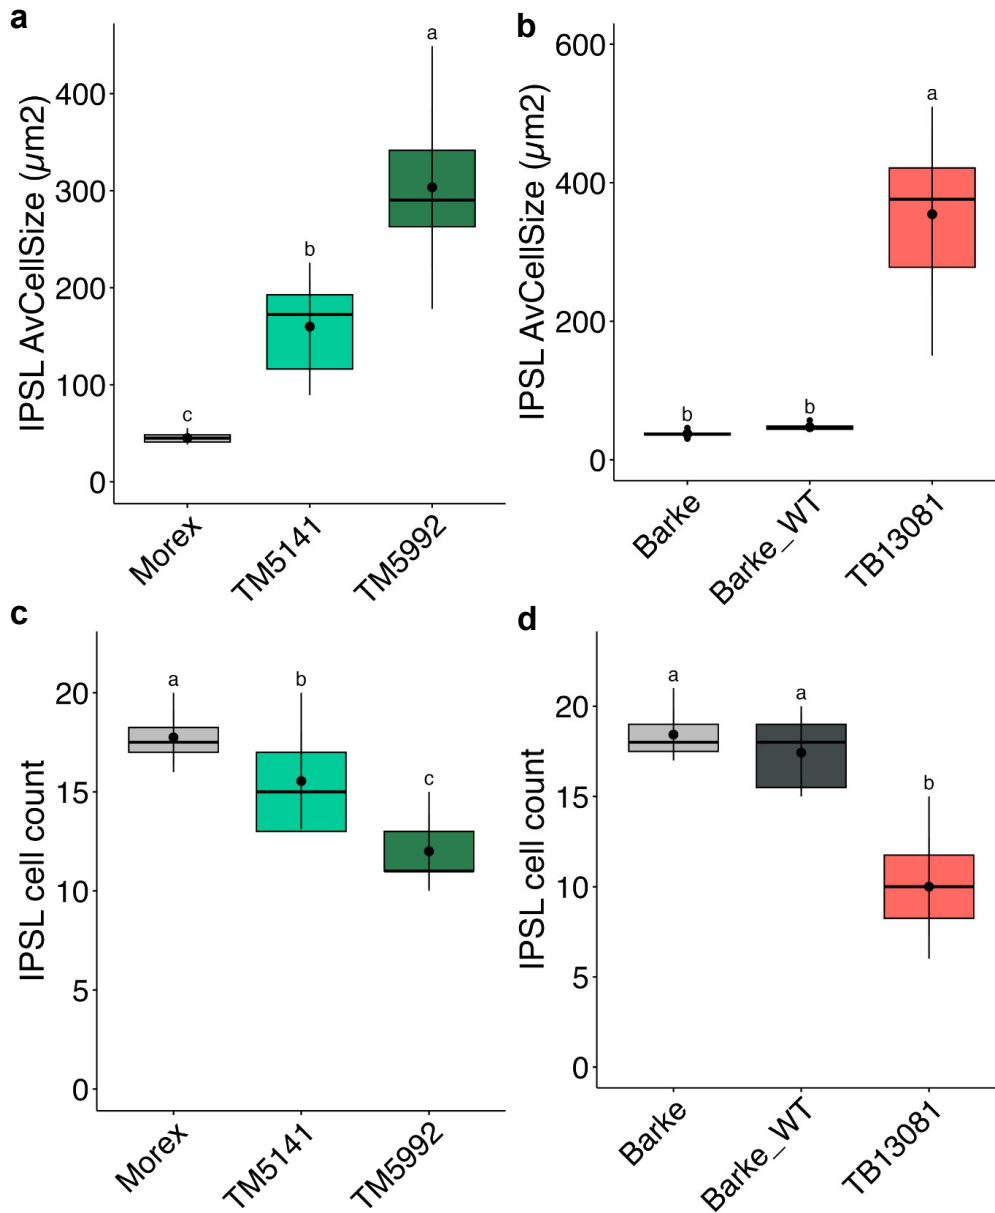 a
IPSL AvCellSize (µm2)
400
300
200
100
0
a
b
c
Morex
TM5141
TM5992
b
IPSL AvCellSize (µm2)
600
400
200
0
b
b
a
Barke
Barke_WT
TB13081
c
IPSL cell count
20
15
10
5
0
a
b
c
Morex
TM5141
TM5992
d
IPSL cell count
20
15
10
5
0
a
a
b
Barke
Barke_WT
TB13081